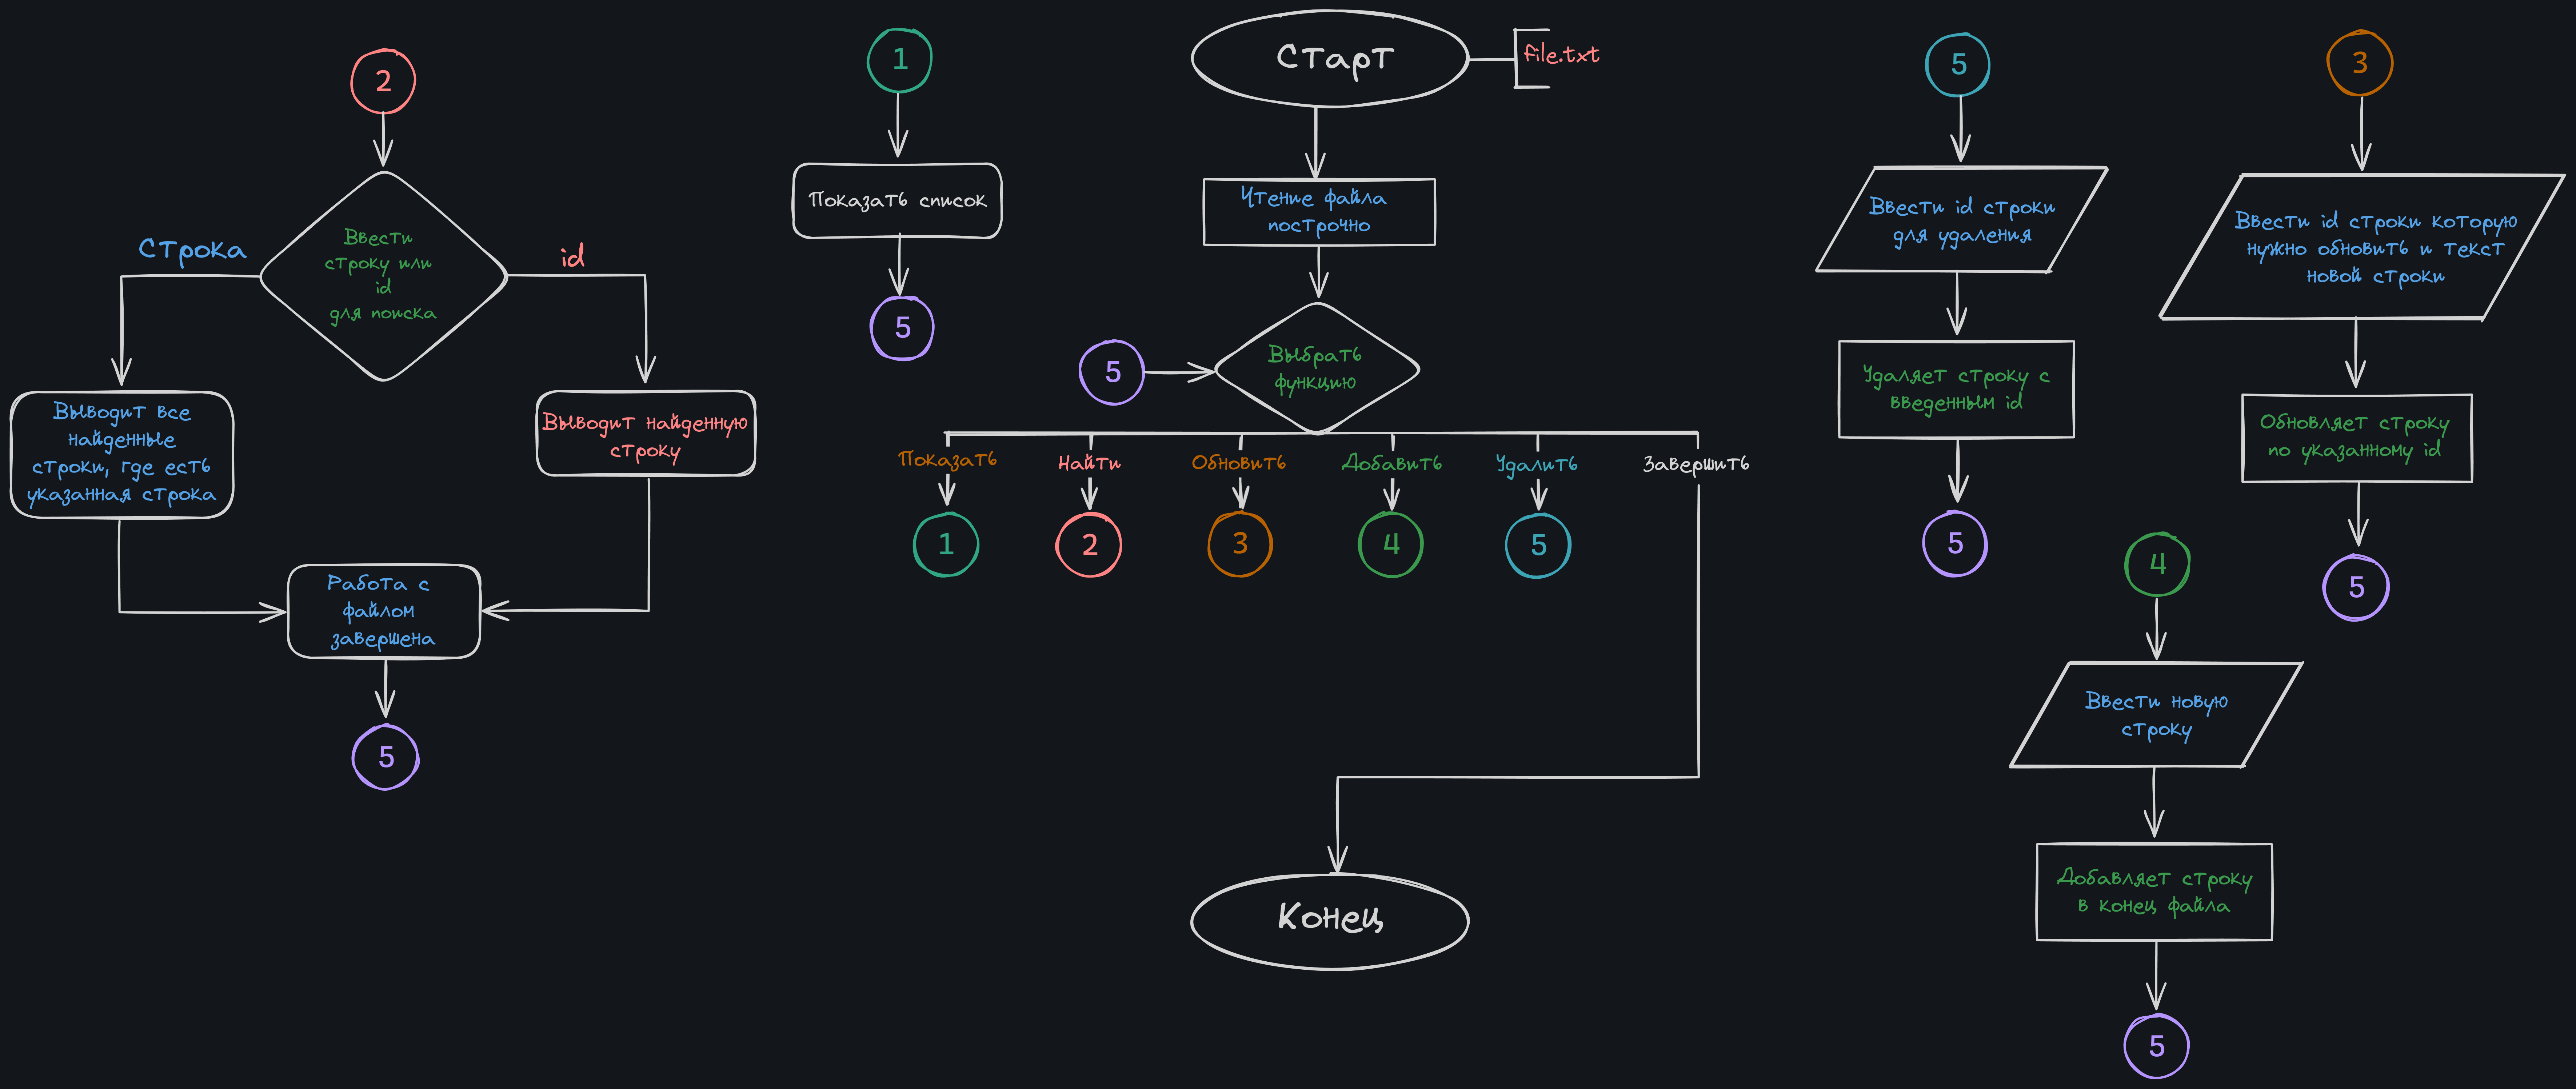 2
Ввести
строку или
id
для поиска
Строка
id
Выводит все
найденные
строки, где есть
указанная строка
Выводит найденную
строку
Работа с
файлом
завершена
5
1
Показать список
5
Старт
file.txt
Чтение файла
построчно
5
Выбрать
функцию
Показать
Найти
Обновить
Добавить
Удалить
Завершить
1
2
3
4
5
Конец
5
Ввести id строки
для удаления
Удаляет строку с
введенным id
5
3
Ввести id строки которую
нужно обновить и текст
новой строки
Обновляет строку
по указанному id
5
4
Ввести новую
строку
Добавляет строку
в конец файла
5